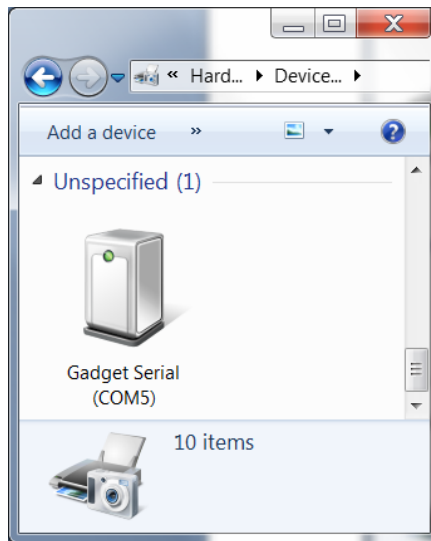 « Hard... ▸ Device... ▸
Add a device »
Unspecified (1)
Gadget Serial
(COM5)
10 items